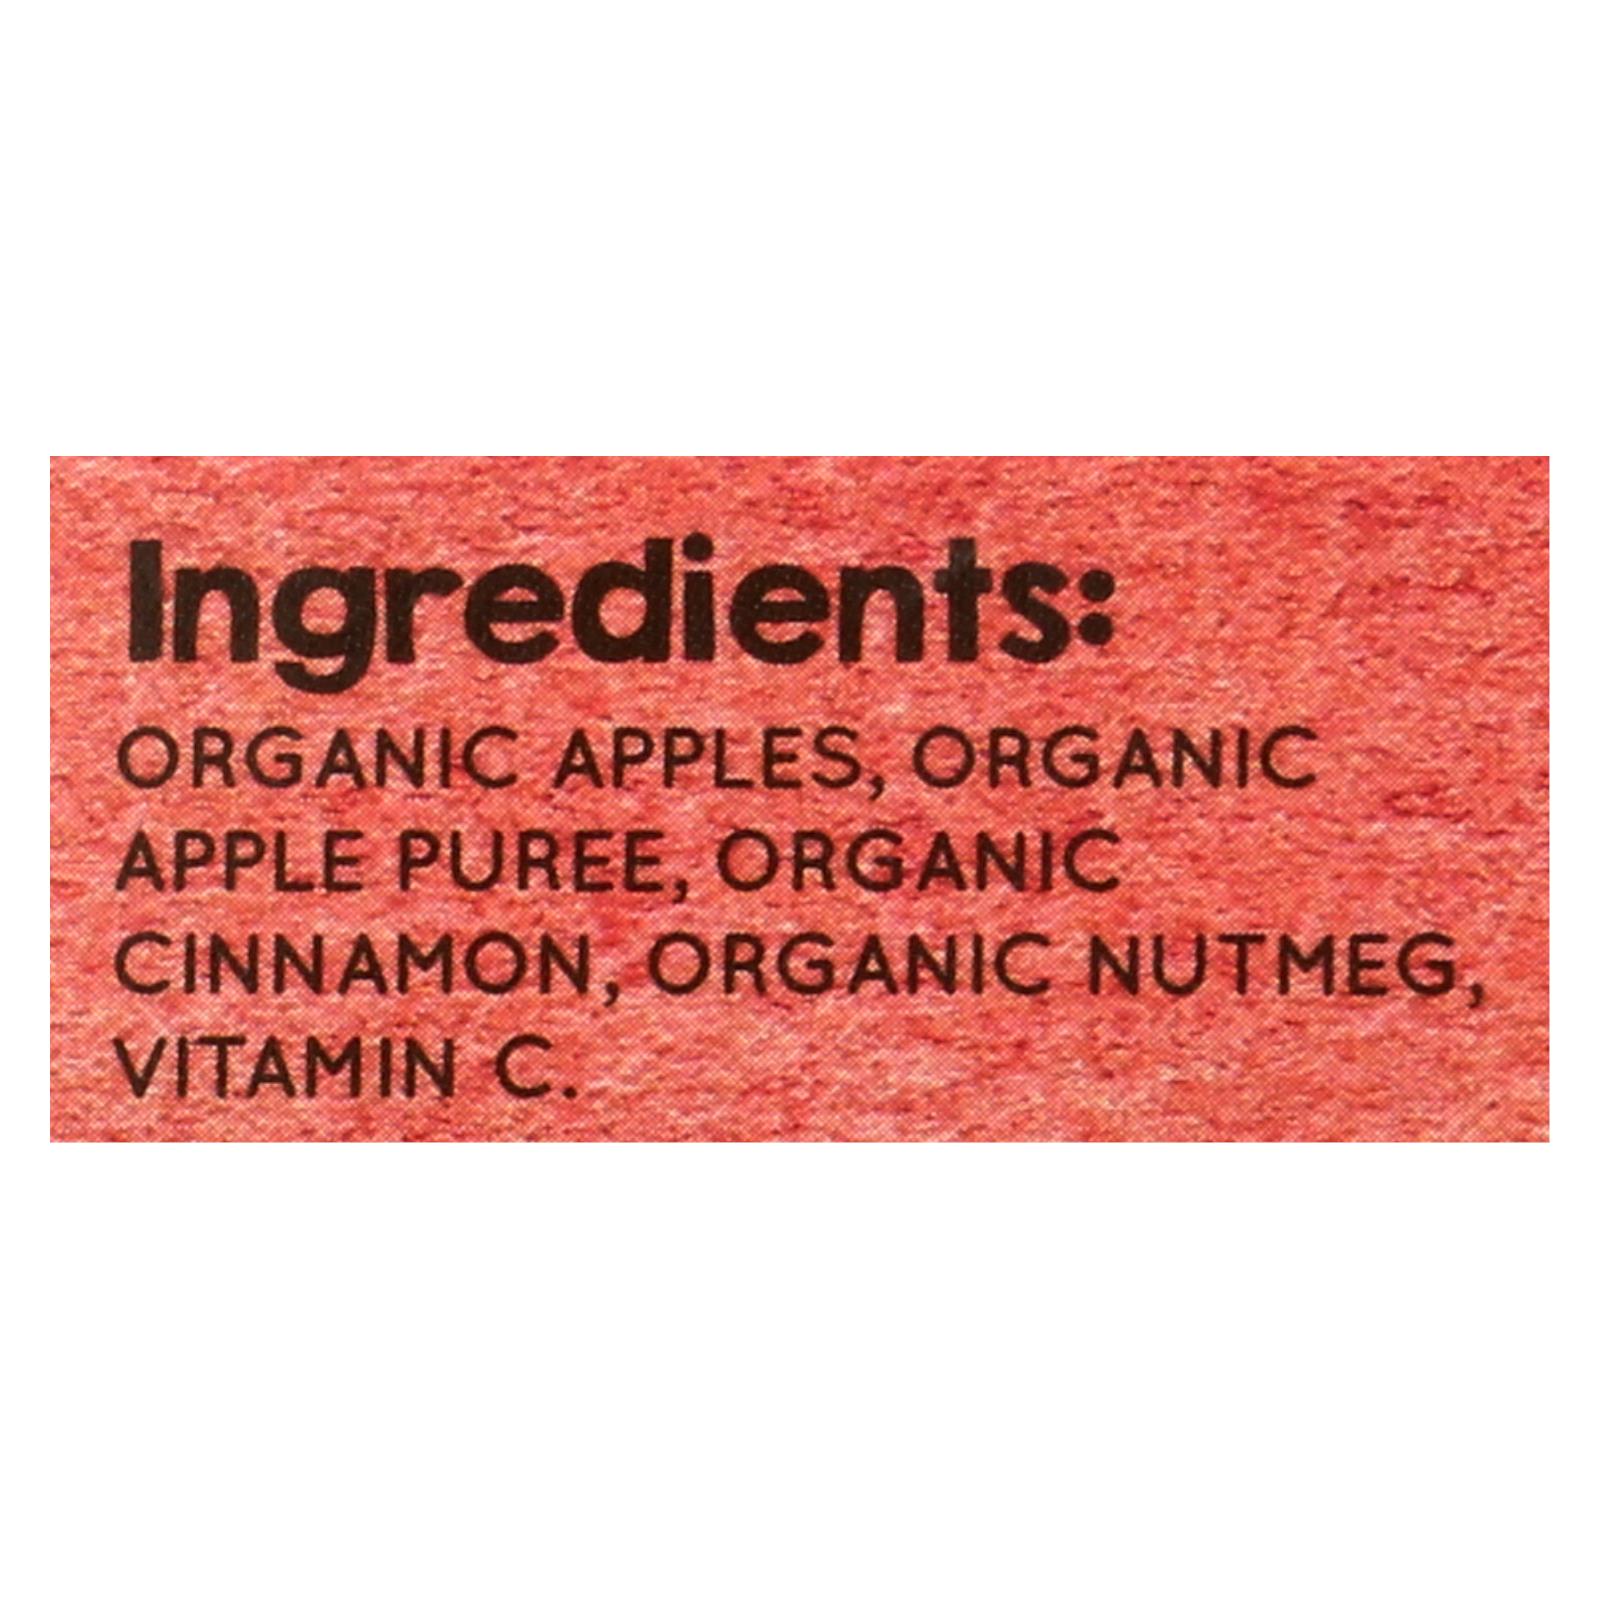 Ingredients:
ORGANIC APPLES, ORGANIC
APPLE PUREE, ORGANIC
CINNAMON, ORGANIC NUTMEG,
VITAMIN C.